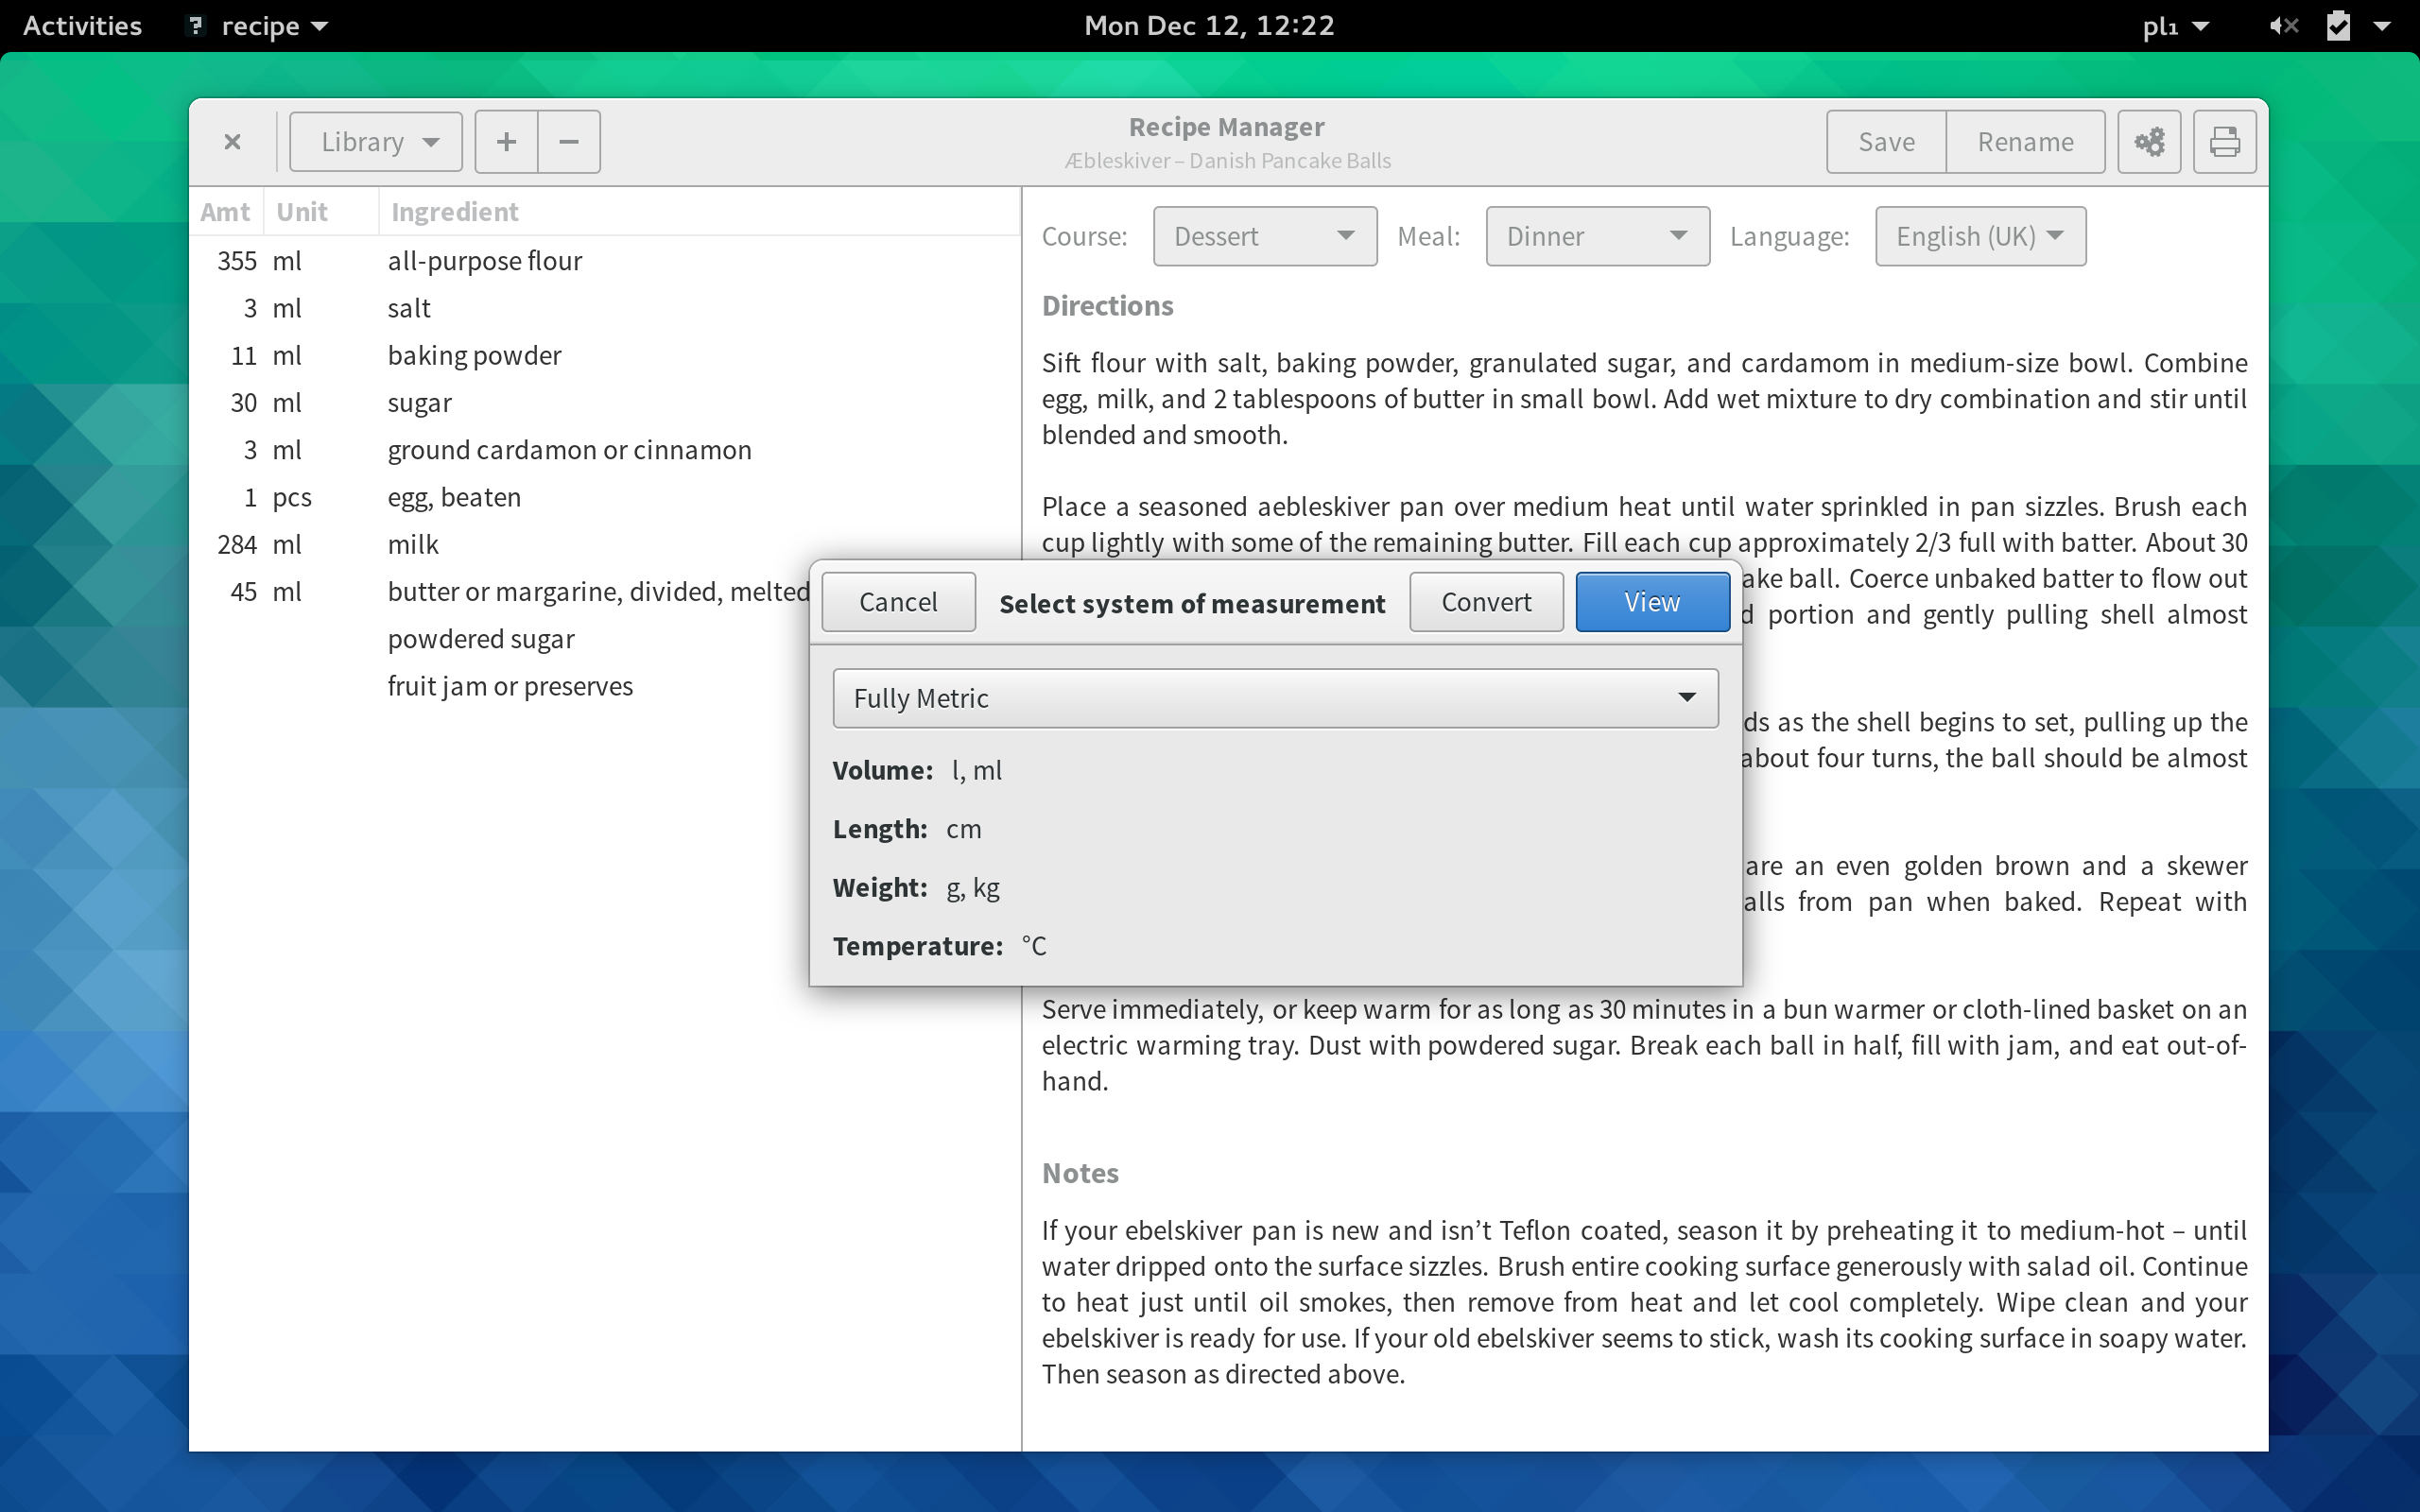 Activities
recipe
Mon Dec 12, 12:22
pl₁
Library
+
−
Recipe Manager
Æbleskiver – Danish Pancake Balls
Save
Rename
Amt Unit Ingredient
355 ml all-purpose flour
3 ml salt
11 ml baking powder
30 ml sugar
3 ml ground cardamon or cinnamon
1 pcs egg, beaten
284 ml milk
45 ml butter or margarine, divided, melted
powdered sugar
fruit jam or preserves
Course: Dessert Meal: Dinner Language: English (UK)
Directions
Sift flour with salt, baking powder, granulated sugar, and cardamom in medium-size bowl. Combine
egg, milk, and 2 tablespoons of butter in small bowl. Add wet mixture to dry combination and stir until
blended and smooth.
Place a seasoned aebleskiver pan over medium heat until water sprinkled in pan sizzles. Brush each
cup lightly with some of the remaining butter. Fill each cup approximately 2/3 full with batter. About 30
ake ball. Coerce unbaked batter to flow out
d portion and gently pulling shell almost
ds as the shell begins to set, pulling up the
about four turns, the ball should be almost
are an even golden brown and a skewer
alls from pan when baked. Repeat with
Serve immediately, or keep warm for as long as 30 minutes in a bun warmer or cloth-lined basket on an
electric warming tray. Dust with powdered sugar. Break each ball in half, fill with jam, and eat out-of-
hand.
Notes
If your ebelskiver pan is new and isn’t Teflon coated, season it by preheating it to medium-hot – until
water dripped onto the surface sizzles. Brush entire cooking surface generously with salad oil. Continue
to heat just until oil smokes, then remove from heat and let cool completely. Wipe clean and your
ebelskiver is ready for use. If your old ebelskiver seems to stick, wash its cooking surface in soapy water.
Then season as directed above.
Cancel
Select system of measurement
Convert
View
Fully Metric
Volume: l, ml
Length: cm
Weight: g, kg
Temperature: °C